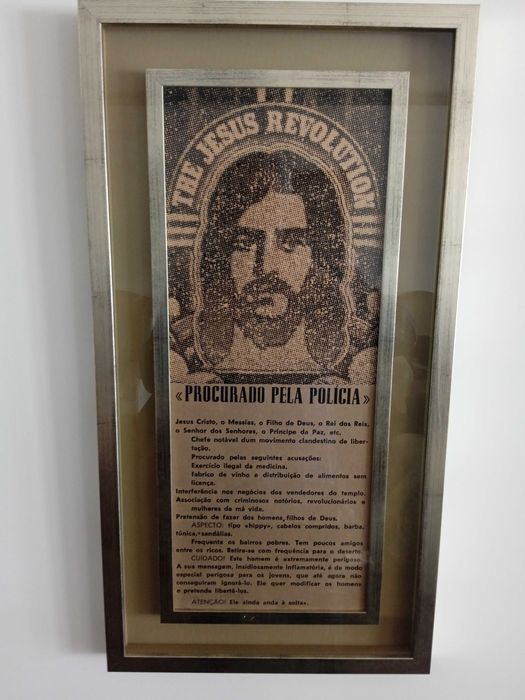 THE JESUS REVOLUTION
« PROCURADO PELA POLÍCIA »
Jesus Cristo, o Messias, o Filho de Deus, o Rei dos Reis,
o Senhor dos Senhores, o Príncipe da Paz, etc.
Chefe notável dum movimento clandestino de liber-
tação.
Procurado pelas seguintes acusações:
Exercício ilegal da medicina.
Fabrico de vinho e distribuição de alimentos sem
licença.
Interferência nos negócios dos vendedores do templo.
Associação com criminosos notórios, revolucionários e
mulheres de má vida.
Pretensão de fazer dos homens, filhos de Deus.
ASPECTO: tipo «hippy», cabelos compridos, barba,
túnica, sandálias.
Frequenta os bairros pobres. Tem poucos amigos
entre os ricos. Retira-se com frequência para o deserto.
CUIDADO! Este homem é extremamente perigoso.
A sua mensagem, insidiosamente inflamatória, é de modo
especial perigosa para os jovens, que até agora não
conseguiram ignorá-lo. Ele quer modificar os homens
e pretende libertá-los.
ATENÇÃO! Ele ainda anda à solta».